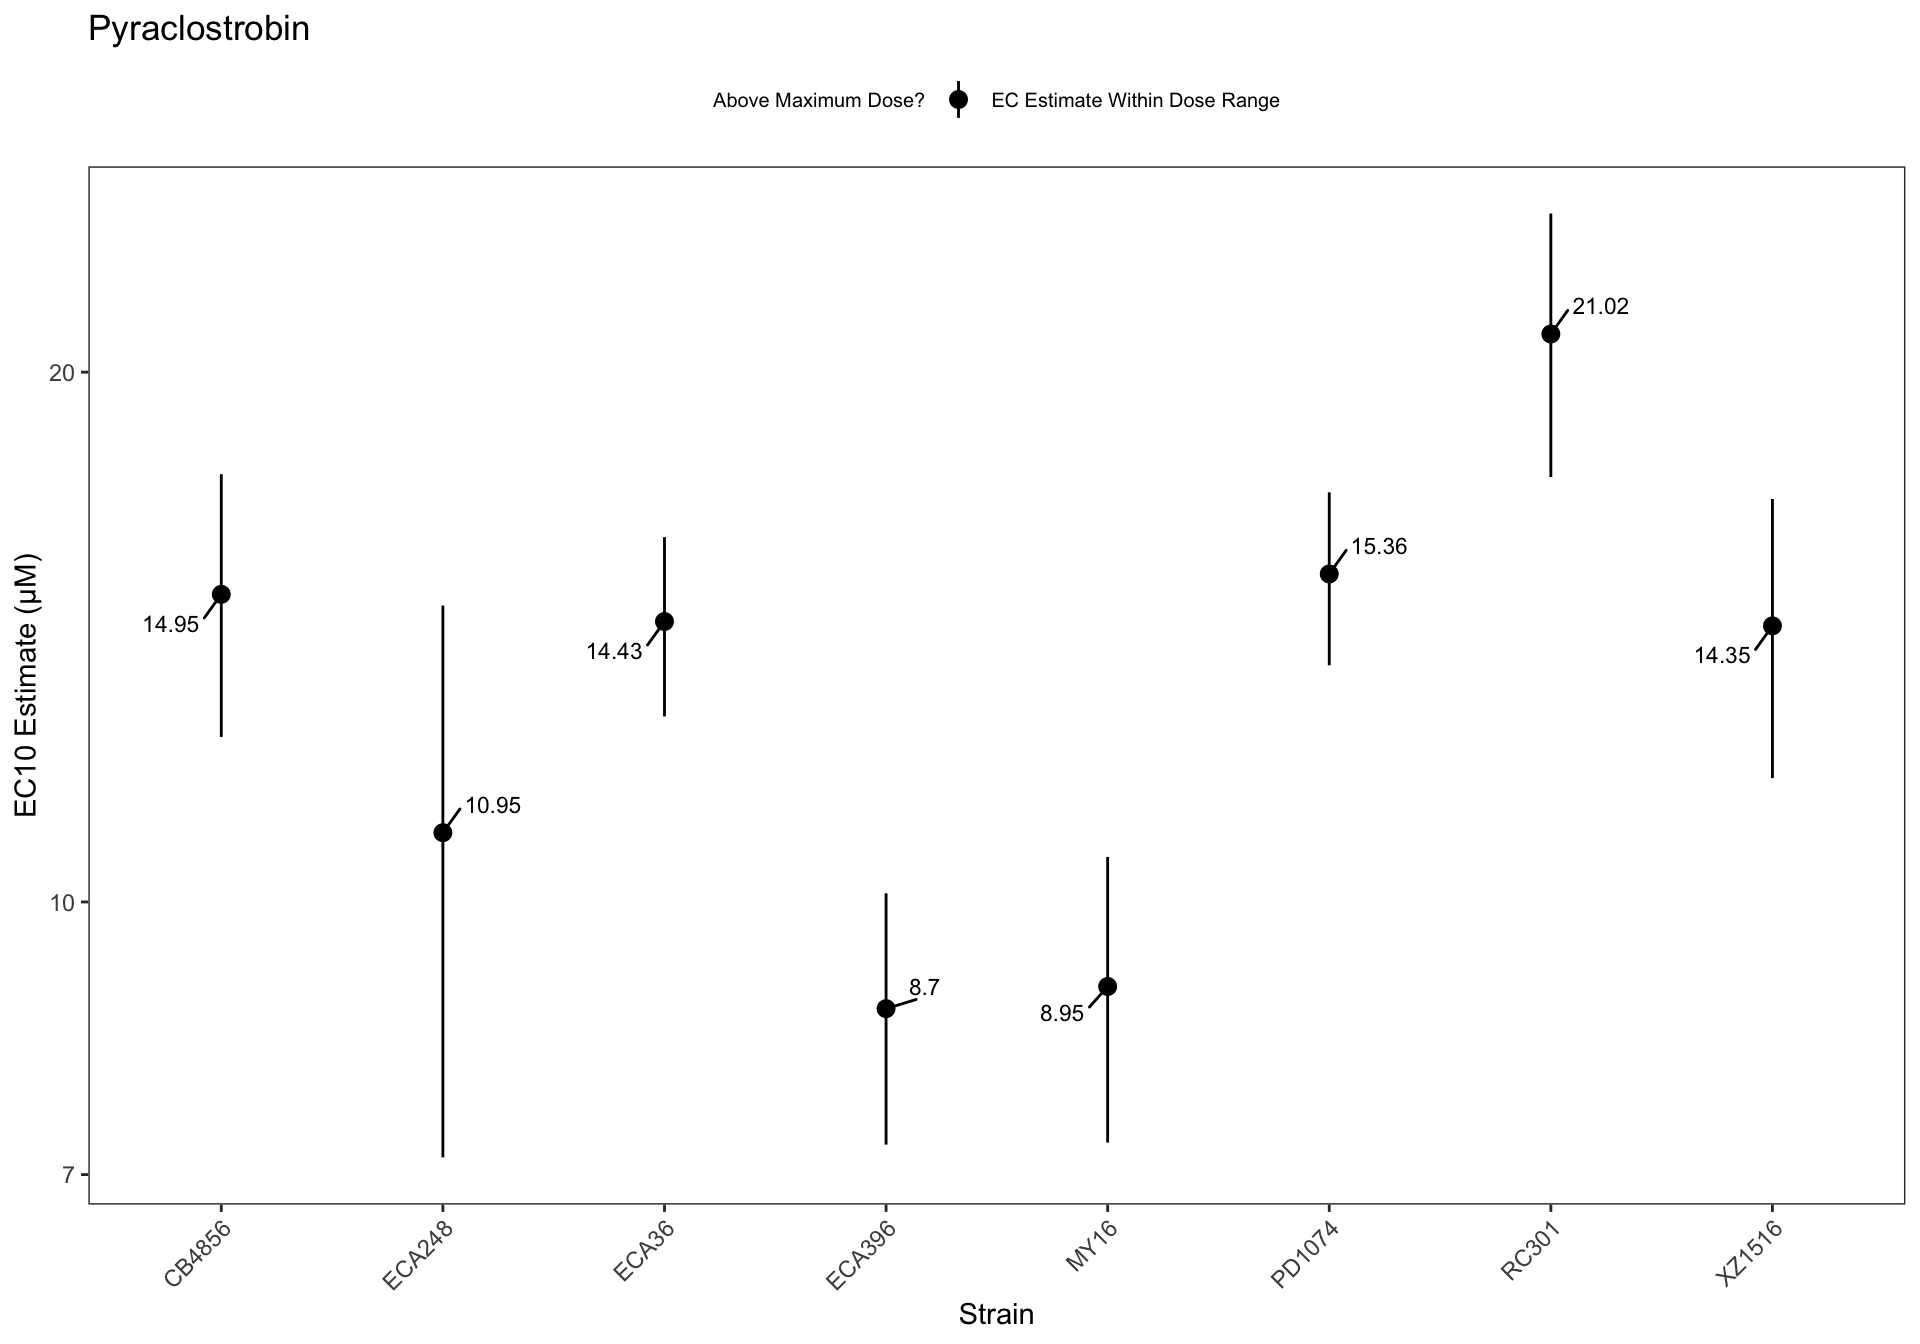 Pyraclostrobin
Above Maximum Dose? EC Estimate Within Dose Range
EC10 Estimate (µM)
20
10
7
14.95
10.95
14.43
8.7
8.95
15.36
21.02
14.35
CB4856
ECA248
ECA36
ECA396
MY16
PD1074
RC301
XZ1516
Strain